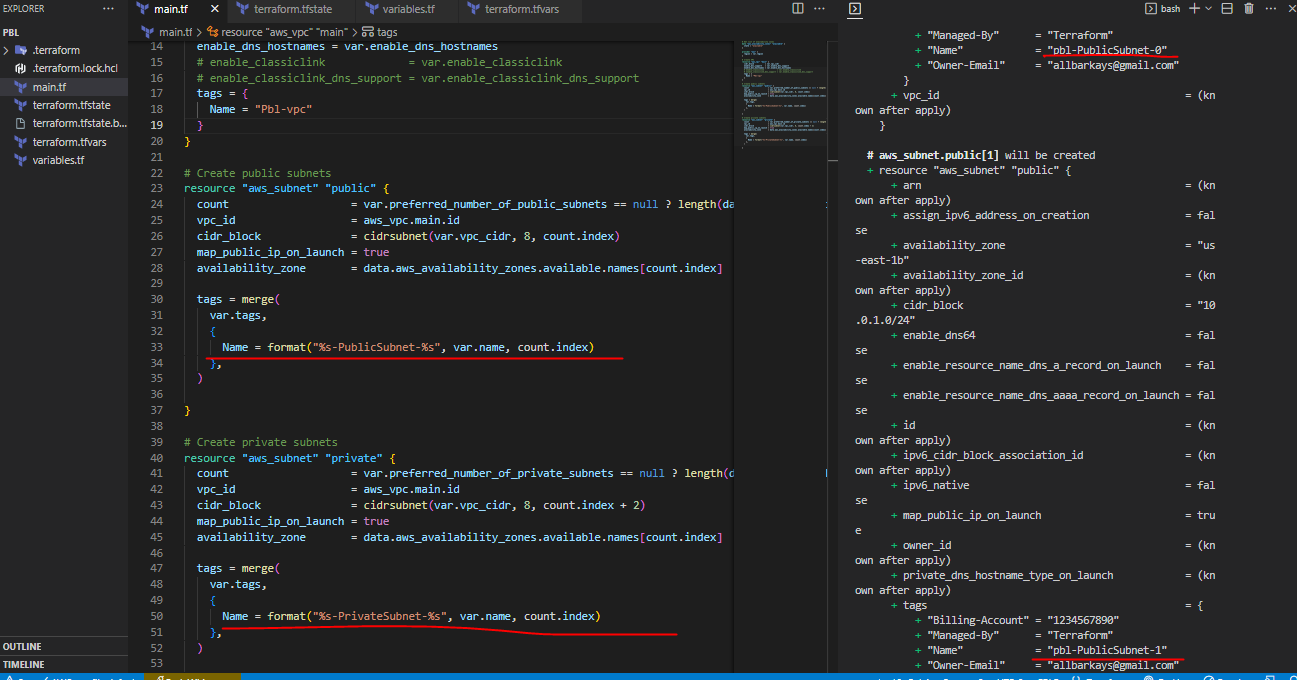 EXPLORER
PBL
.terraform
.terraform.lock.hcl
main.tf
terraform.tfstate
terraform.tfstate.b...
terraform.tfvars
variables.tf
OUTLINE
TIMELINE
main.tf
terraform.tfstate
variables.tf
terraform.tfvars
main.tf > resource "aws_vpc" "main" > tags
14 enable_dns_hostnames = var.enable_dns_hostnames
15 # enable_classiclink = var.enable_classiclink
16 # enable_classiclink_dns_support = var.enable_classiclink_dns_support
17 tags = {
18 Name = "Pbl-vpc"
19 }
20 }
21
22 # Create public subnets
23 resource "aws_subnet" "public" {
24 count = var.preferred_number_of_public_subnets == null ? length(da
25 vpc_id = aws_vpc.main.id
26 cidr_block = cidrsubnet(var.vpc_cidr, 8, count.index)
27 map_public_ip_on_launch = true
28 availability_zone = data.aws_availability_zones.available.names[count.index]
29
30 tags = merge(
31 var.tags,
32 {
33 Name = format("%s-PublicSubnet-%s", var.name, count.index)
34 },
35 )
36
37 }
38
39 # Create private subnets
40 resource "aws_subnet" "private" {
41 count = var.preferred_number_of_private_subnets == null ? length(d
42 vpc_id = aws_vpc.main.id
43 cidr_block = cidrsubnet(var.vpc_cidr, 8, count.index + 2)
44 map_public_ip_on_launch = true
45 availability_zone = data.aws_availability_zones.available.names[count.index]
46
47 tags = merge(
48 var.tags,
49 {
50 Name = format("%s-PrivateSubnet-%s", var.name, count.index)
51 },
52 )
53
bash
+ "Managed-By" = "Terraform"
+ "Name" = "pbl-PublicSubnet-0"
+ "Owner-Email" = "allbarkays@gmail.com"
}
+ vpc_id = (kn
own after apply)
}
# aws_subnet.public[1] will be created
+ resource "aws_subnet" "public" {
+ arn = (kn
own after apply)
+ assign_ipv6_address_on_creation = fal
se
+ availability_zone = "us
-east-1b"
+ availability_zone_id = (kn
own after apply)
+ cidr_block = "10
.0.1.0/24"
+ enable_dns64 = fal
se
+ enable_resource_name_dns_a_record_on_launch = fal
se
+ enable_resource_name_dns_aaaa_record_on_launch = fal
se
+ id = (kn
own after apply)
+ ipv6_cidr_block_association_id = (kn
own after apply)
+ ipv6_native = fal
se
+ map_public_ip_on_launch = tru
e
+ owner_id = (kn
own after apply)
+ private_dns_hostname_type_on_launch = (kn
own after apply)
+ tags = {
+ "Billing-Account" = "1234567890"
+ "Managed-By" = "Terraform"
+ "Name" = "pbl-PublicSubnet-1"
+ "Owner-Email" = "allbarkays@gmail.com"